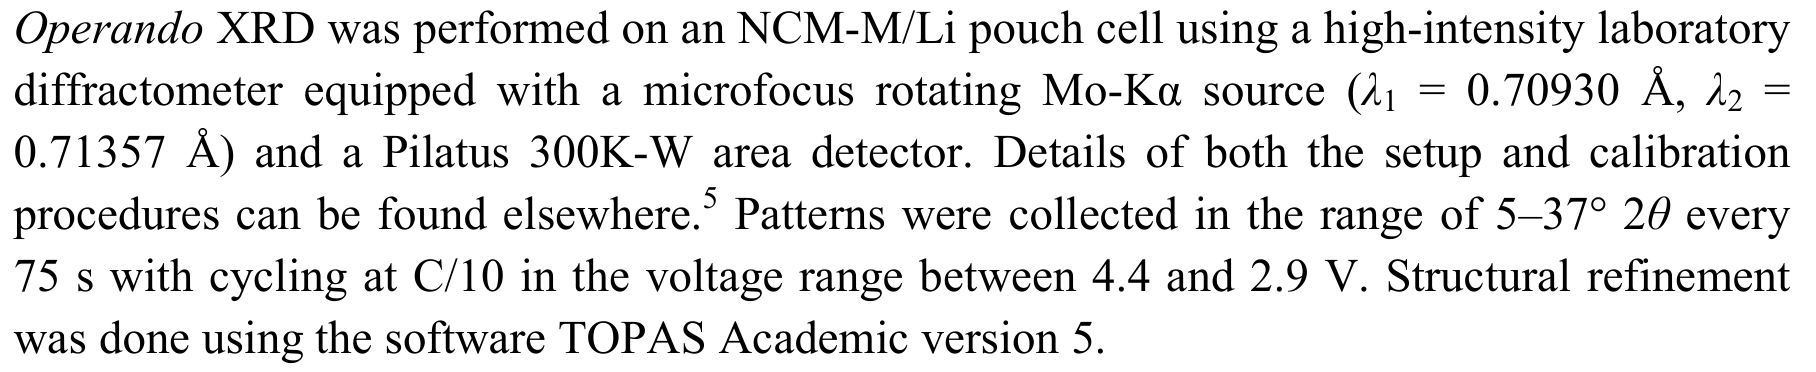 Operando XRD was performed on an NCM-M/Li pouch cell using a high-intensity laboratory
diffractometer equipped with a microfocus rotating Mo-Kα source (λ₁ = 0.70930 Å, λ₂ =
0.71357 Å) and a Pilatus 300K-W area detector. Details of both the setup and calibration
procedures can be found elsewhere.⁵ Patterns were collected in the range of 5–37° 2θ every
75 s with cycling at C/10 in the voltage range between 4.4 and 2.9 V. Structural refinement
was done using the software TOPAS Academic version 5.